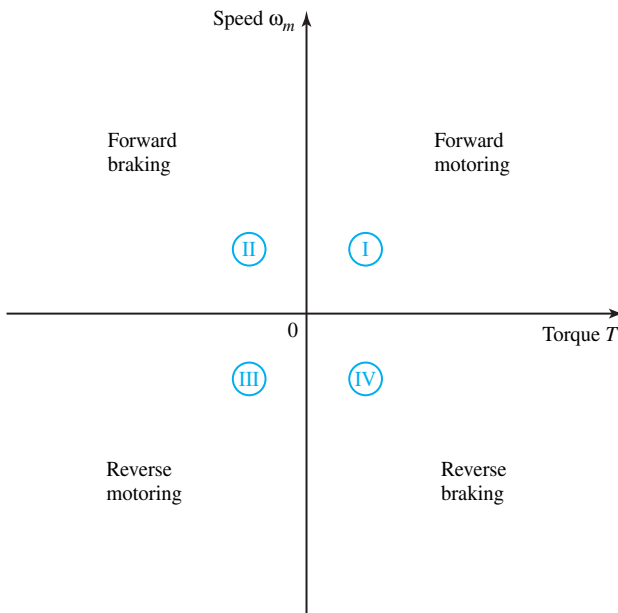 Speed ωm
Forward
braking
Forward
motoring
II
I
0
Torque T
III
IV
Reverse
motoring
Reverse
braking